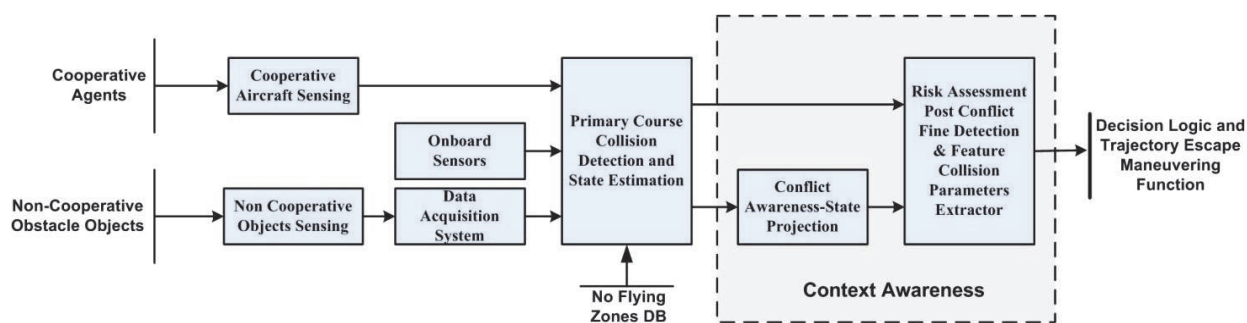 Cooperative
Agents
Cooperative
Aircraft Sensing
Onboard
Sensors
Non-Cooperative
Obstacle Objects
Non Cooperative
Objects Sensing
Data
Acquisition
System
Primary Course
Collision
Detection and
State Estimation
No Flying
Zones DB
Conflict
Awareness-State
Projection
Risk Assessment
Post Conflict
Fine Detection
& Feature
Collision
Parameters
Extractor
Context Awareness
Decision Logic and
Trajectory Escape
Maneuvering
Function